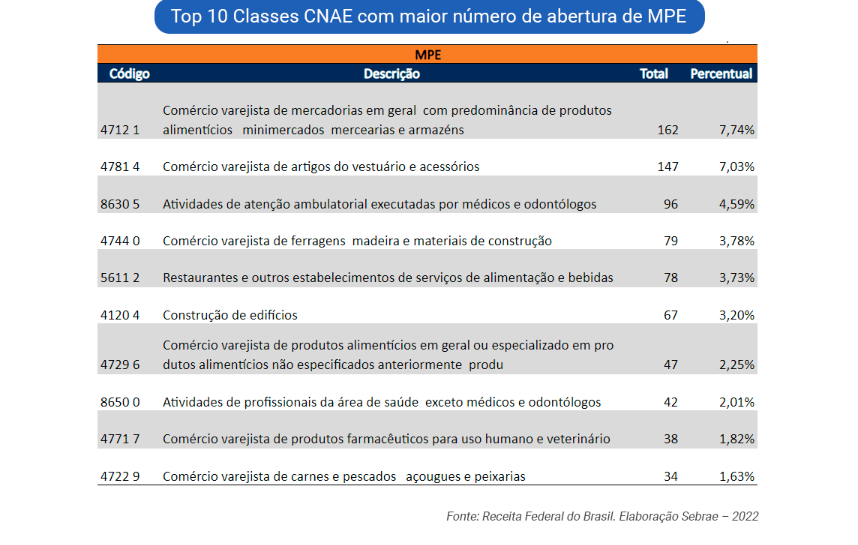 Top 10 Classes CNAE com maior número de abertura de MPE
MPE
Código Descrição Total Percentual
Comércio varejista de mercadorias em geral com predominância de produtos
4712 1 alimentícios minimercados mercearias e armazéns 162 7,74%
4781 4 Comércio varejista de artigos do vestuário e acessórios 147 7,03%
8630 5 Atividades de atenção ambulatorial executadas por médicos e odontólogos 96 4,59%
4744 0 Comércio varejista de ferragens madeira e materiais de construção 79 3,78%
5611 2 Restaurantes e outros estabelecimentos de serviços de alimentação e bebidas 78 3,73%
4120 4 Construção de edifícios 67 3,20%
Comércio varejista de produtos alimentícios em geral ou especializado em pro
4729 6 dutos alimentícios não especificados anteriormente produ 47 2,25%
8650 0 Atividades de profissionais da área de saúde exceto médicos e odontólogos 42 2,01%
4771 7 Comércio varejista de produtos farmacêuticos para uso humano e veterinário 38 1,82%
4722 9 Comércio varejista de carnes e pescados açougues e peixarias 34 1,63%
Fonte: Receita Federal do Brasil. Elaboração Sebrae – 2022